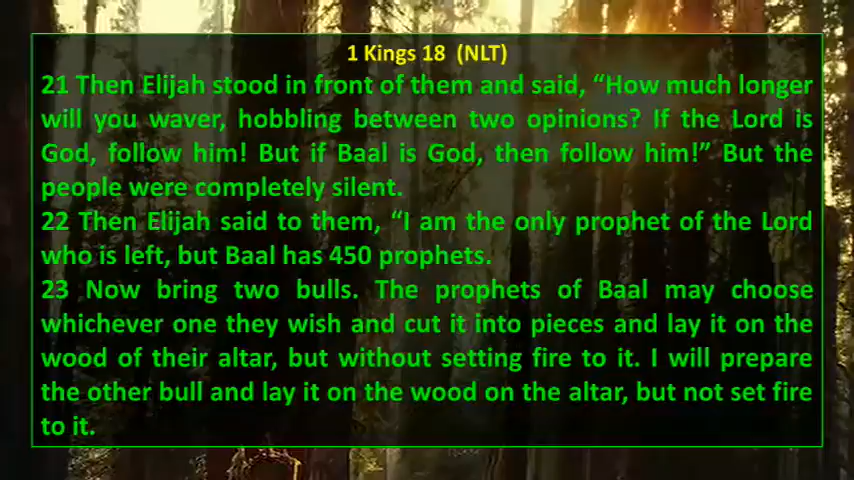 1 Kings 18 (NLT)
21 Then Elijah stood in front of them and said, “How much longer
will you waver, hobbling between two opinions? If the Lord is
God, follow him! But if Baal is God, then follow him!” But the
people were completely silent.
22 Then Elijah said to them, “I am the only prophet of the Lord
who is left, but Baal has 450 prophets.
23 Now bring two bulls. The prophets of Baal may choose
whichever one they wish and cut it into pieces and lay it on the
wood of their altar, but without setting fire to it. I will prepare
the other bull and lay it on the wood on the altar, but not set fire
to it.